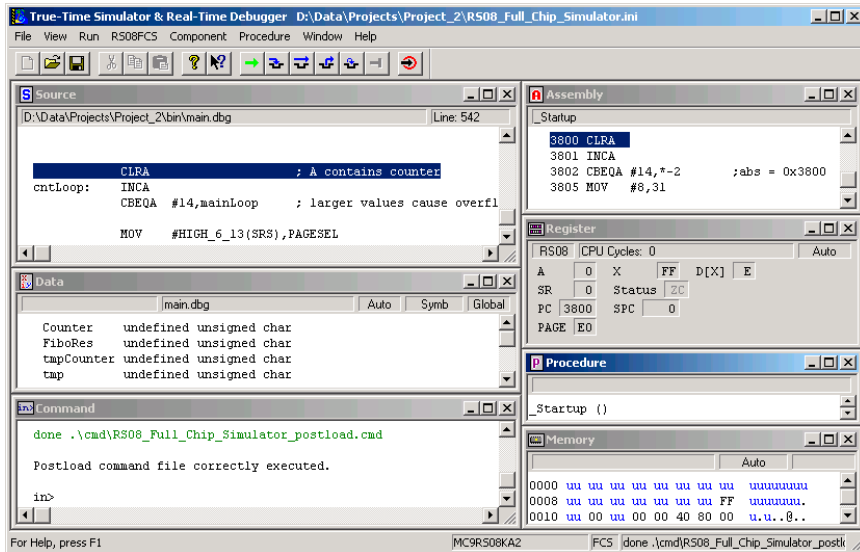 True-Time Simulator & Real-Time Debugger D:\Data\Projects\Project_2\RS08_Full_Chip_Simulator.ini
File View Run RS08FCS Component Procedure Window Help
Source
D:\Data\Projects\Project_2\bin\main.dbg Line: 542
CLRA ; A contains counter
cntLoop: INCA
CBEQA #14,mainLoop ; larger values cause overfl
MOV #HIGH_6_13(SRS),PAGESEL
Data
main.dbg Auto Symb Global
Counter undefined unsigned char
FiboRes undefined unsigned char
tmpCounter undefined unsigned char
tmp undefined unsigned char
Command
done .\cmd\RS08_Full_Chip_Simulator_postload.cmd
Postload command file correctly executed.
in>
Assembly
_Startup
3800 CLRA
3801 INCA
3802 CBEQA #14,*-2 ;abs = 0x3800
3805 MOV #8,31
Register
RS08 CPU Cycles: 0 Auto
A 0 X FF D[X] E
SR 0 Status ZC
PC 3800 SPC 0
PAGE E0
Procedure
_Startup ()
Memory
Auto
0000 uu uu uu uu uu uu uu uu uuuuuuuu
0008 uu uu uu uu uu uu uu FF uuuuuuu.
0010 uu 00 uu 00 00 40 80 00 u.u..@..
For Help, press F1 MC9RS08KA2 FCS done .\cmd\RS08_Full_Chip_Simulator_postl